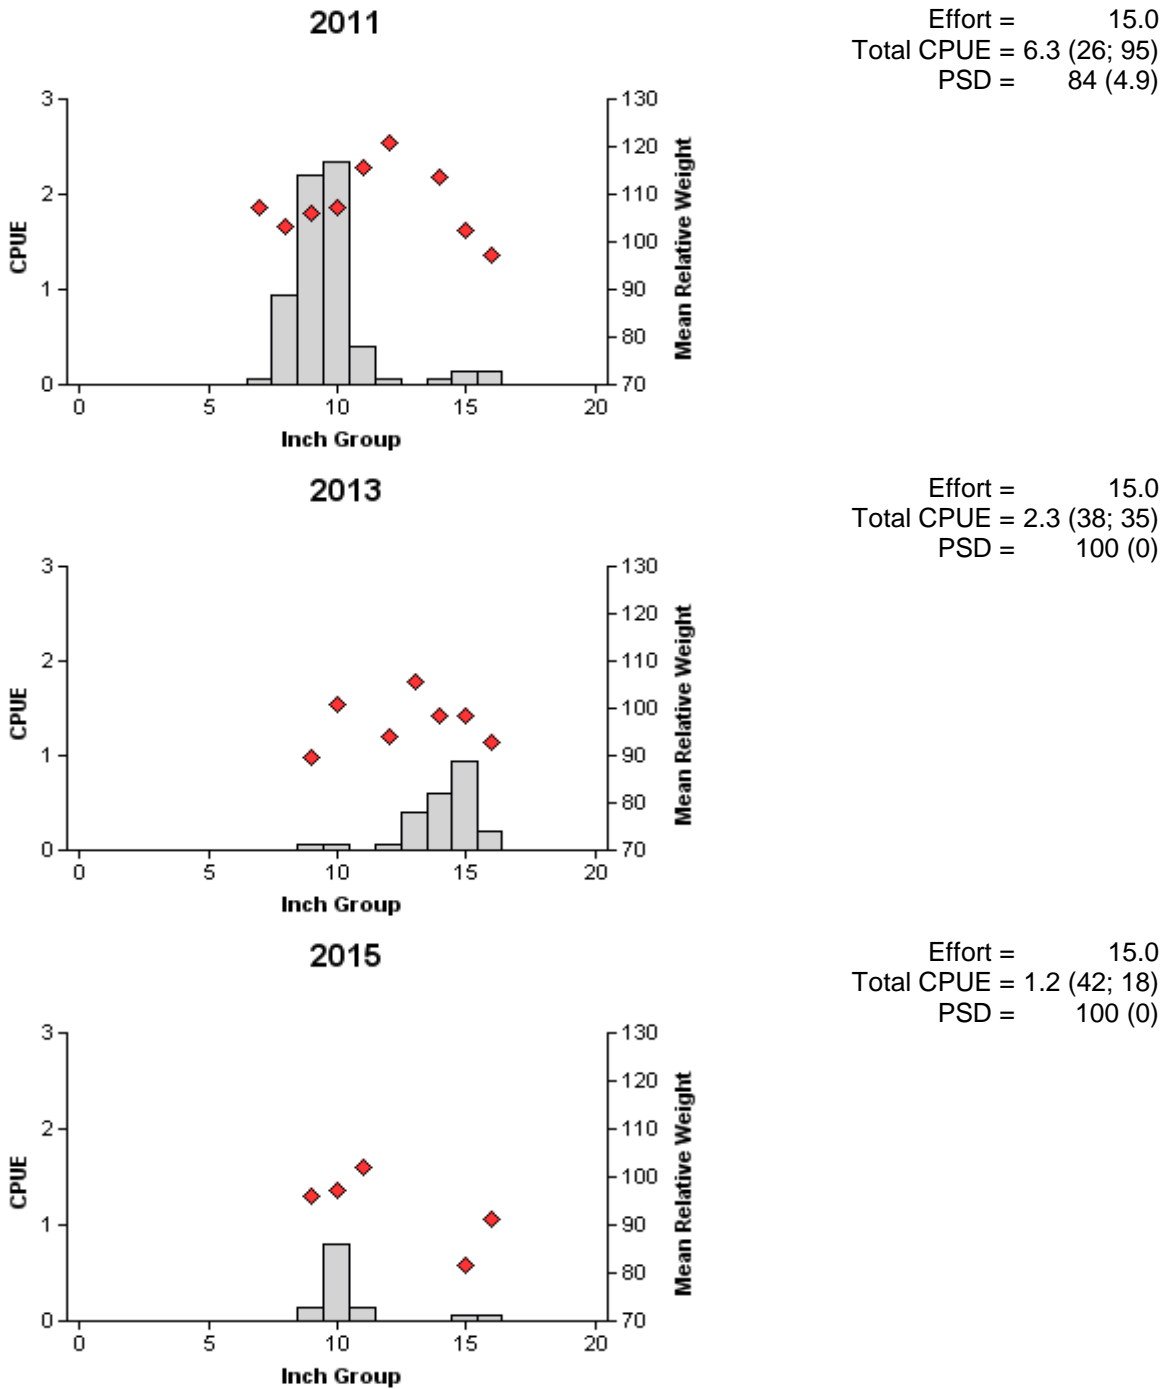 2011
Effort = 15.0
Total CPUE = 6.3 (26; 95)
PSD = 84 (4.9)
3
2
1
0
CPUE
130
120
110
100
90
80
70
Mean Relative Weight
0 5 10 15 20
Inch Group
2013
Effort = 15.0
Total CPUE = 2.3 (38; 35)
PSD = 100 (0)
3
2
1
0
CPUE
130
120
110
100
90
80
70
Mean Relative Weight
0 5 10 15 20
Inch Group
2015
Effort = 15.0
Total CPUE = 1.2 (42; 18)
PSD = 100 (0)
3
2
1
0
CPUE
130
120
110
100
90
80
70
Mean Relative Weight
0 5 10 15 20
Inch Group